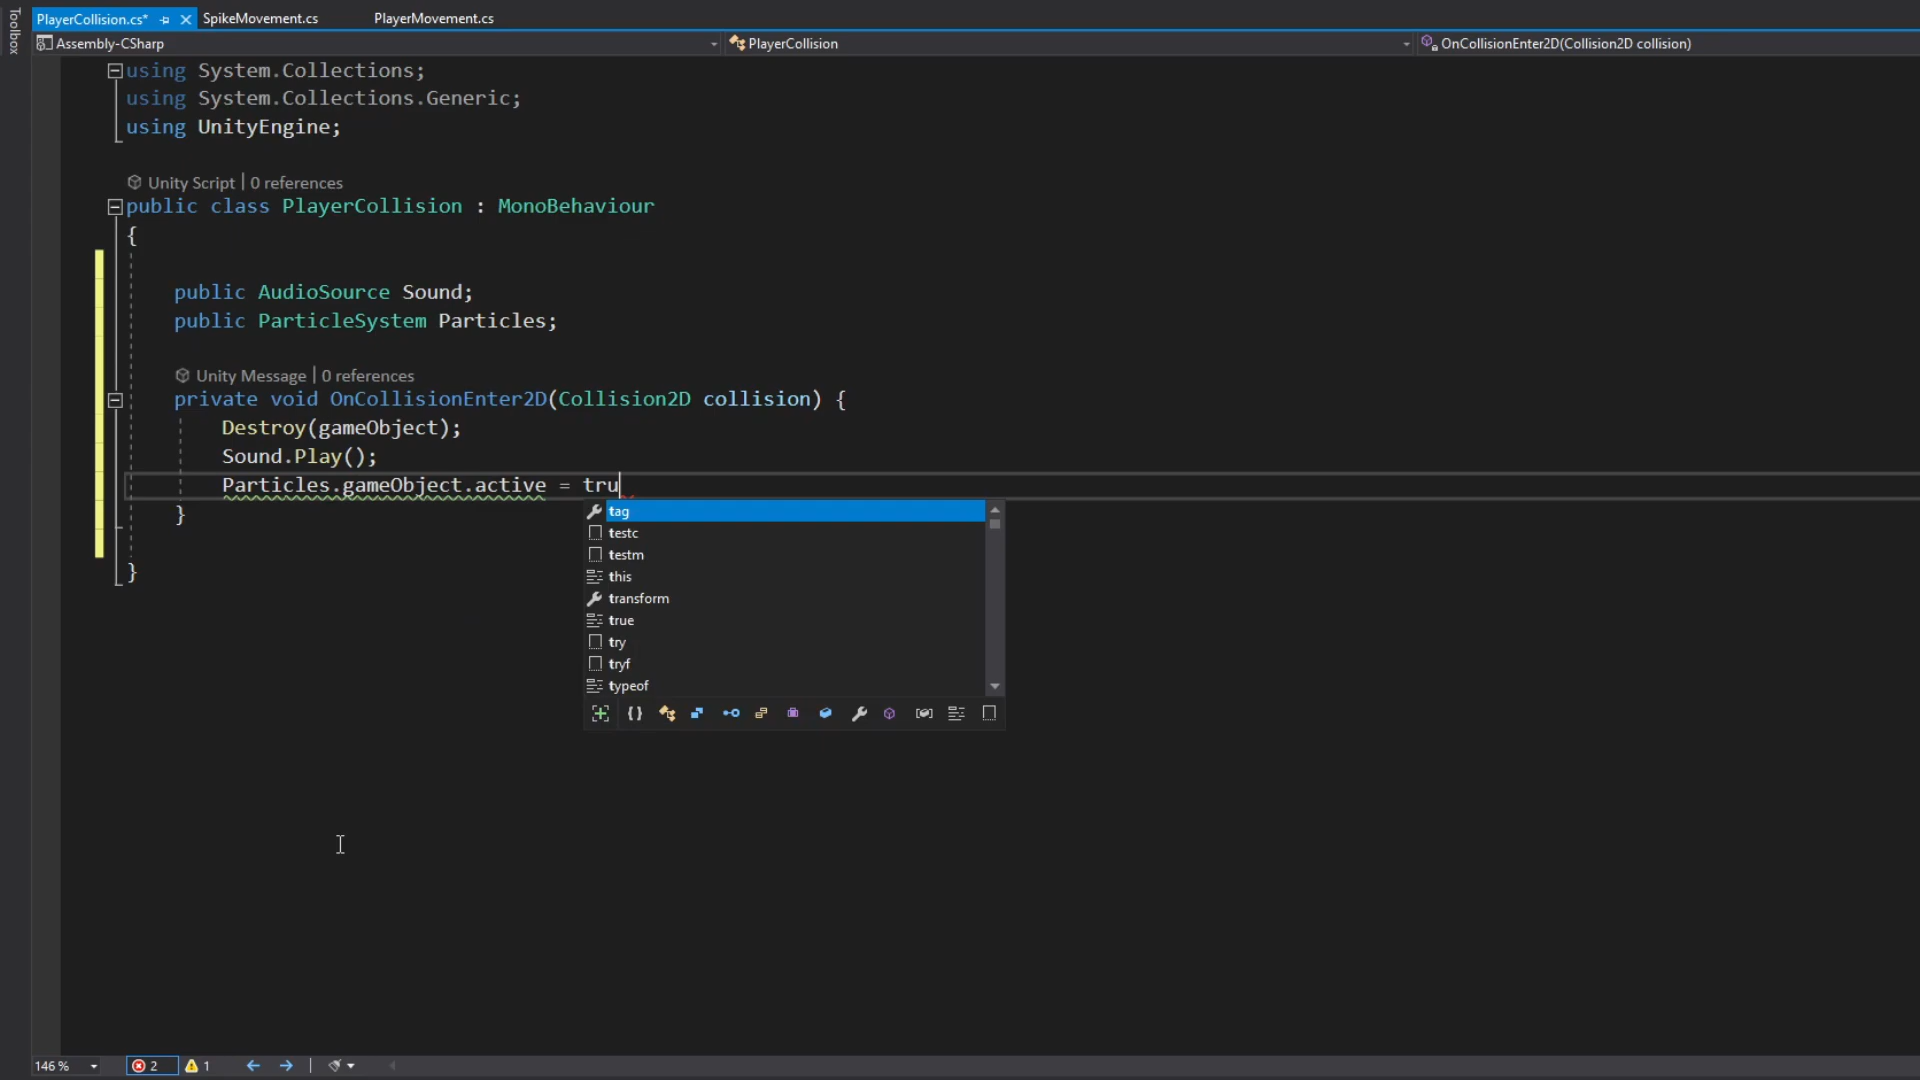 Toolbox
PlayerCollision.cs* SpikeMovement.cs PlayerMovement.cs
Assembly-CSharp PlayerCollision OnCollisionEnter2D(Collision2D collision)
using System.Collections;
using System.Collections.Generic;
using UnityEngine;
Unity Script | 0 references
public class PlayerCollision : MonoBehaviour
{
public AudioSource Sound;
public ParticleSystem Particles;
Unity Message | 0 references
private void OnCollisionEnter2D(Collision2D collision) {
Destroy(gameObject);
Sound.Play();
Particles.gameObject.active = tru
}
}
tag
testc
testm
this
transform
true
try
tryf
typeof
146 % 2 1